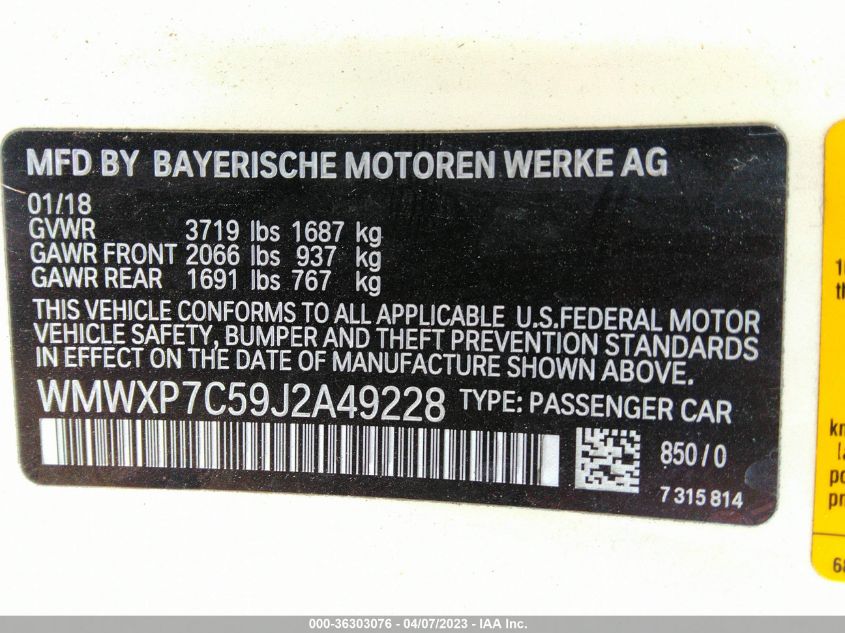 MFD BY BAYERISCHE MOTOREN WERKE AG
01/18
GVWR 3719 lbs 1687 kg
GAWR FRONT 2066 lbs 937 kg
GAWR REAR 1691 lbs 767 kg
THIS VEHICLE CONFORMS TO ALL APPLICABLE U.S.FEDERAL MOTOR
VEHICLE SAFETY, BUMPER AND THEFT PREVENTION STANDARDS
IN EFFECT ON THE DATE OF MANUFACTURE SHOWN ABOVE.
WMWXP7C59J2A49228 TYPE: PASSENGER CAR
850/0
7 315 814
000-36303076 - 04/07/2023 - IAA Inc.